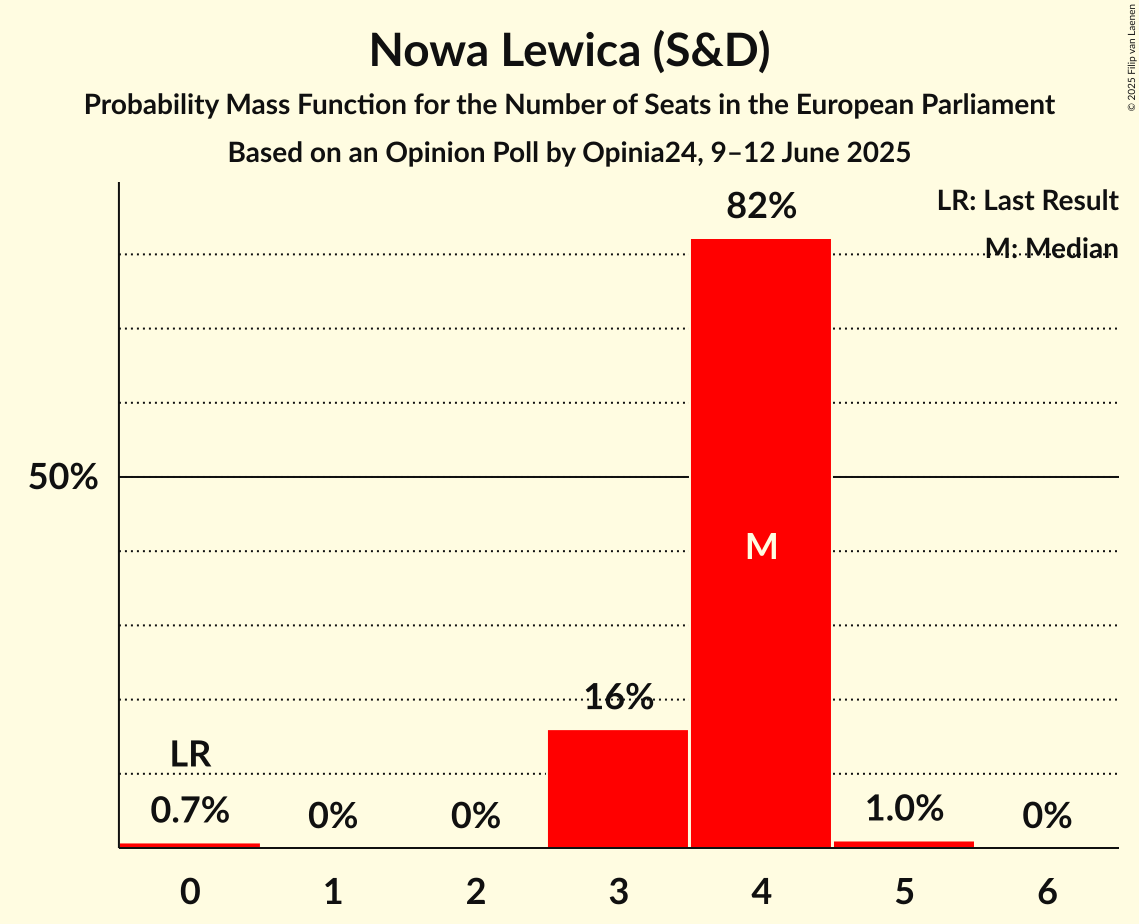 Nowa Lewica (S&D)
Probability Mass Function for the Number of Seats in the European Parliament
Based on an Opinion Poll by Opinia24, 9–12 June 2025
© 2025 Filip van Laenen
LR: Last Result
M: Median
82%
50%
M
16%
LR
0.7%
0%
0%
1.0%
0%
0 1 2 3 4 5 6